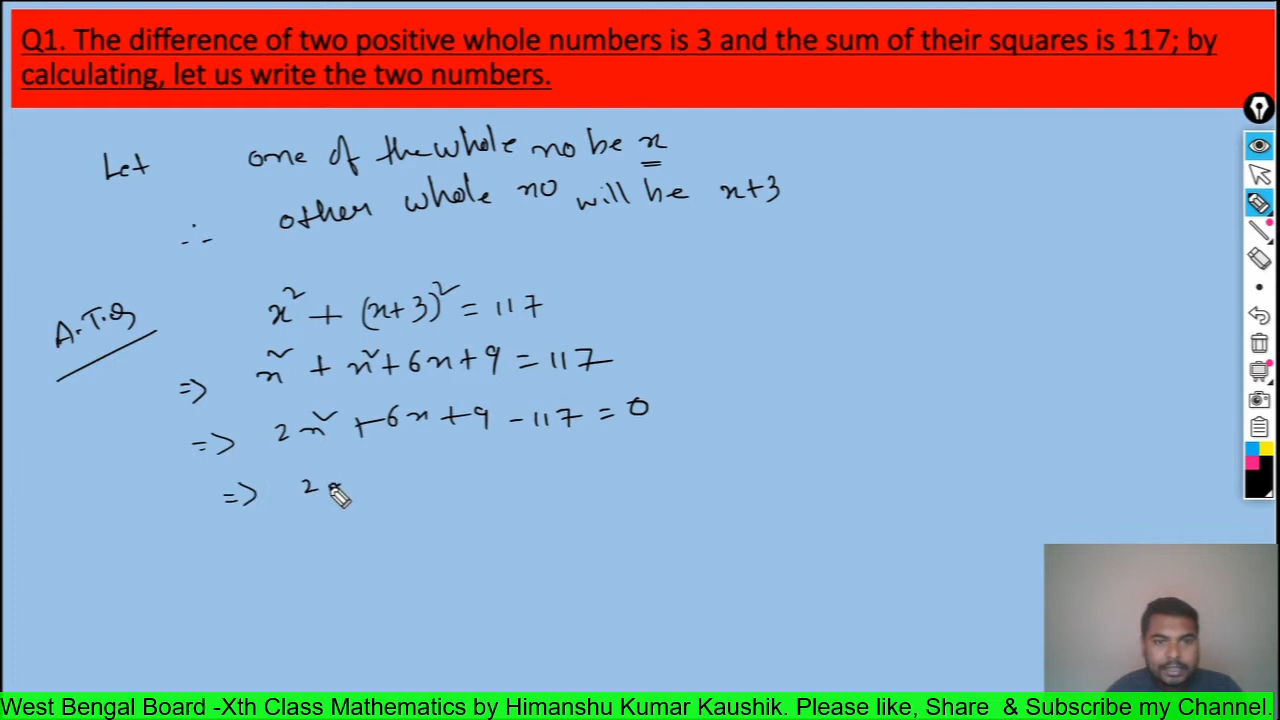 Q1. The difference of two positive whole numbers is 3 and the sum of their squares is 117; by
calculating, let us write the two numbers.
Let one of the whole no be x
∴ other whole no will be x+3
A.T.Q x² + (x+3)² = 117
=> x² + x² + 6x + 9 = 117
=> 2x² + 6x + 9 - 117 = 0
=> 2
West Bengal Board -Xth Class Mathematics by Himanshu Kumar Kaushik. Please like, Share & Subscribe my Channel.